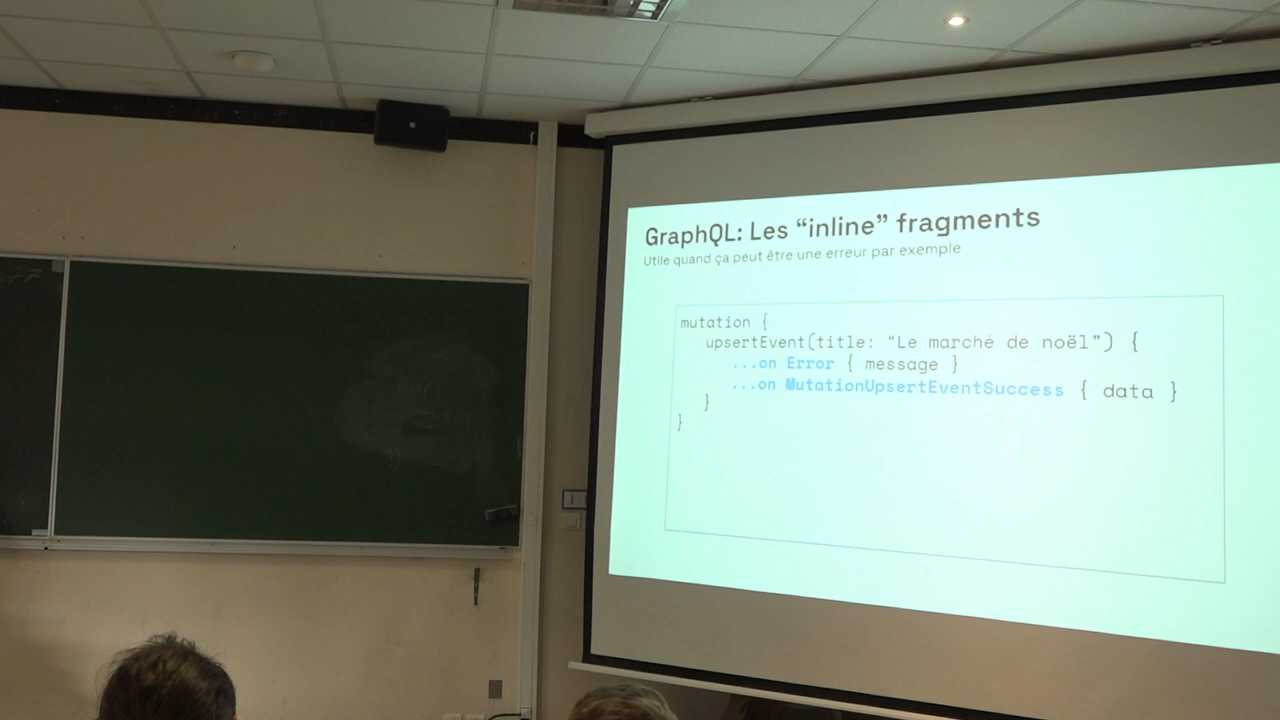 GraphQL: Les “inline” fragments
Utile quand ça peut être une erreur par exemple
mutation {
upsertEvent(title: “Le marché de noël”) {
...on Error { message }
...on MutationUpsertEventSuccess { data }
}
}